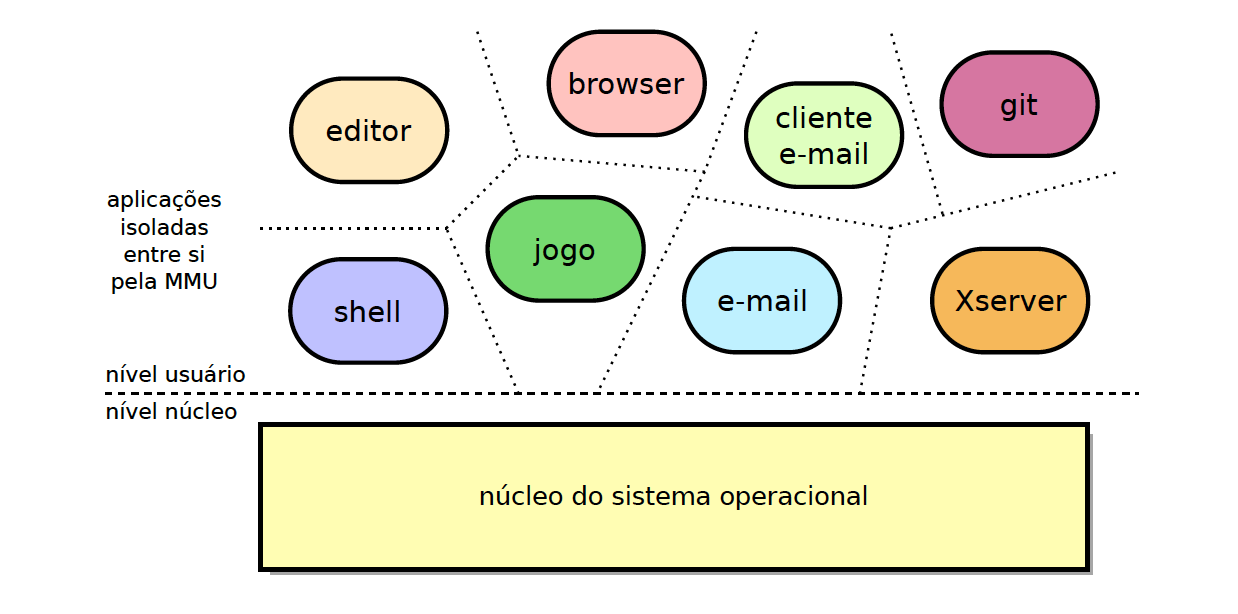 browser
editor
cliente
e-mail
git
aplicações
isoladas
entre si
pela MMU
jogo
shell
e-mail
Xserver
nível usuário
nível núcleo
núcleo do sistema operacional